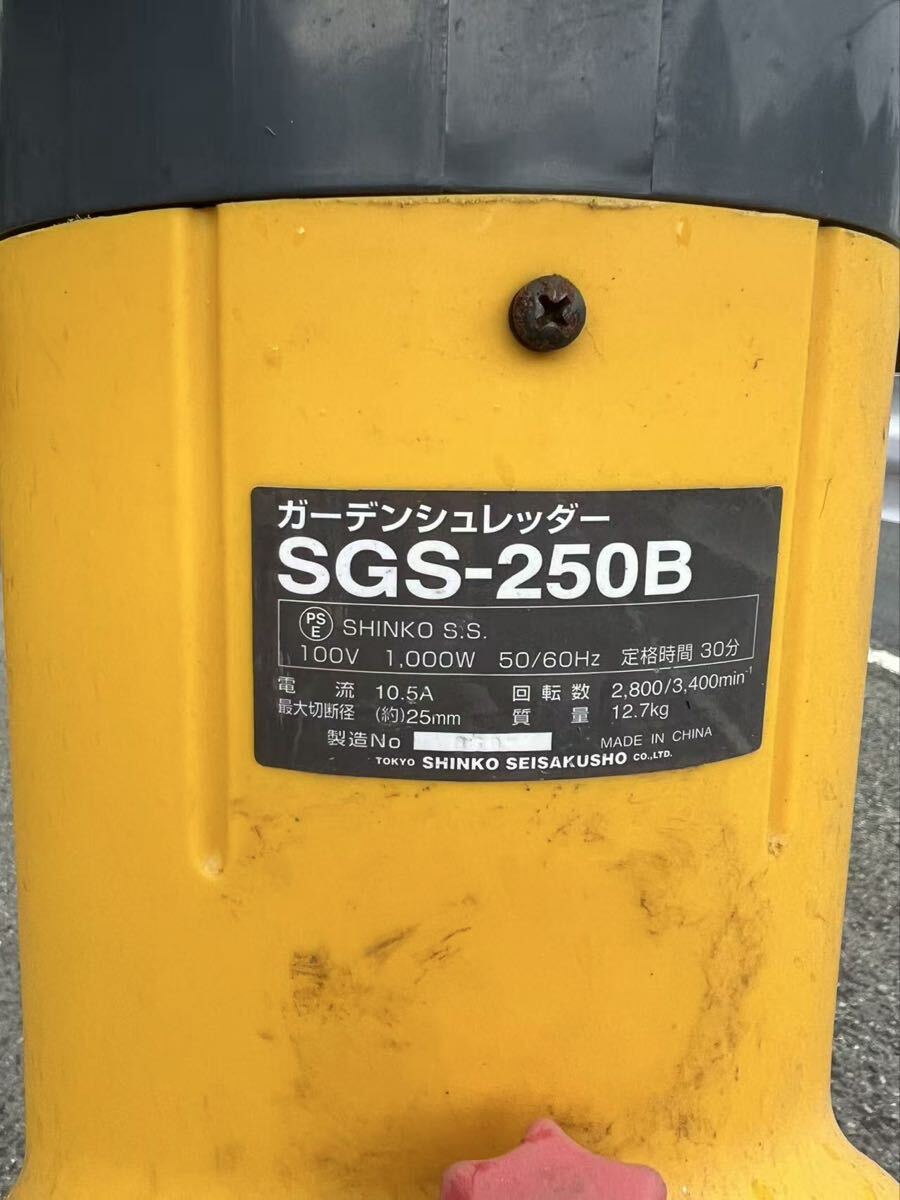 ガーデンシュレッダー
SGS-250B
PS E SHINKO S.S.
100V 1,000W 50/60Hz 定格時間 30分
電流 10.5A 回転数 2,800/3,400min⁻¹
最大切断径 (約)25mm 質量 12.7kg
製造No MADE IN CHINA
TOKYO SHINKO SEISAKUSHO CO.,LTD.